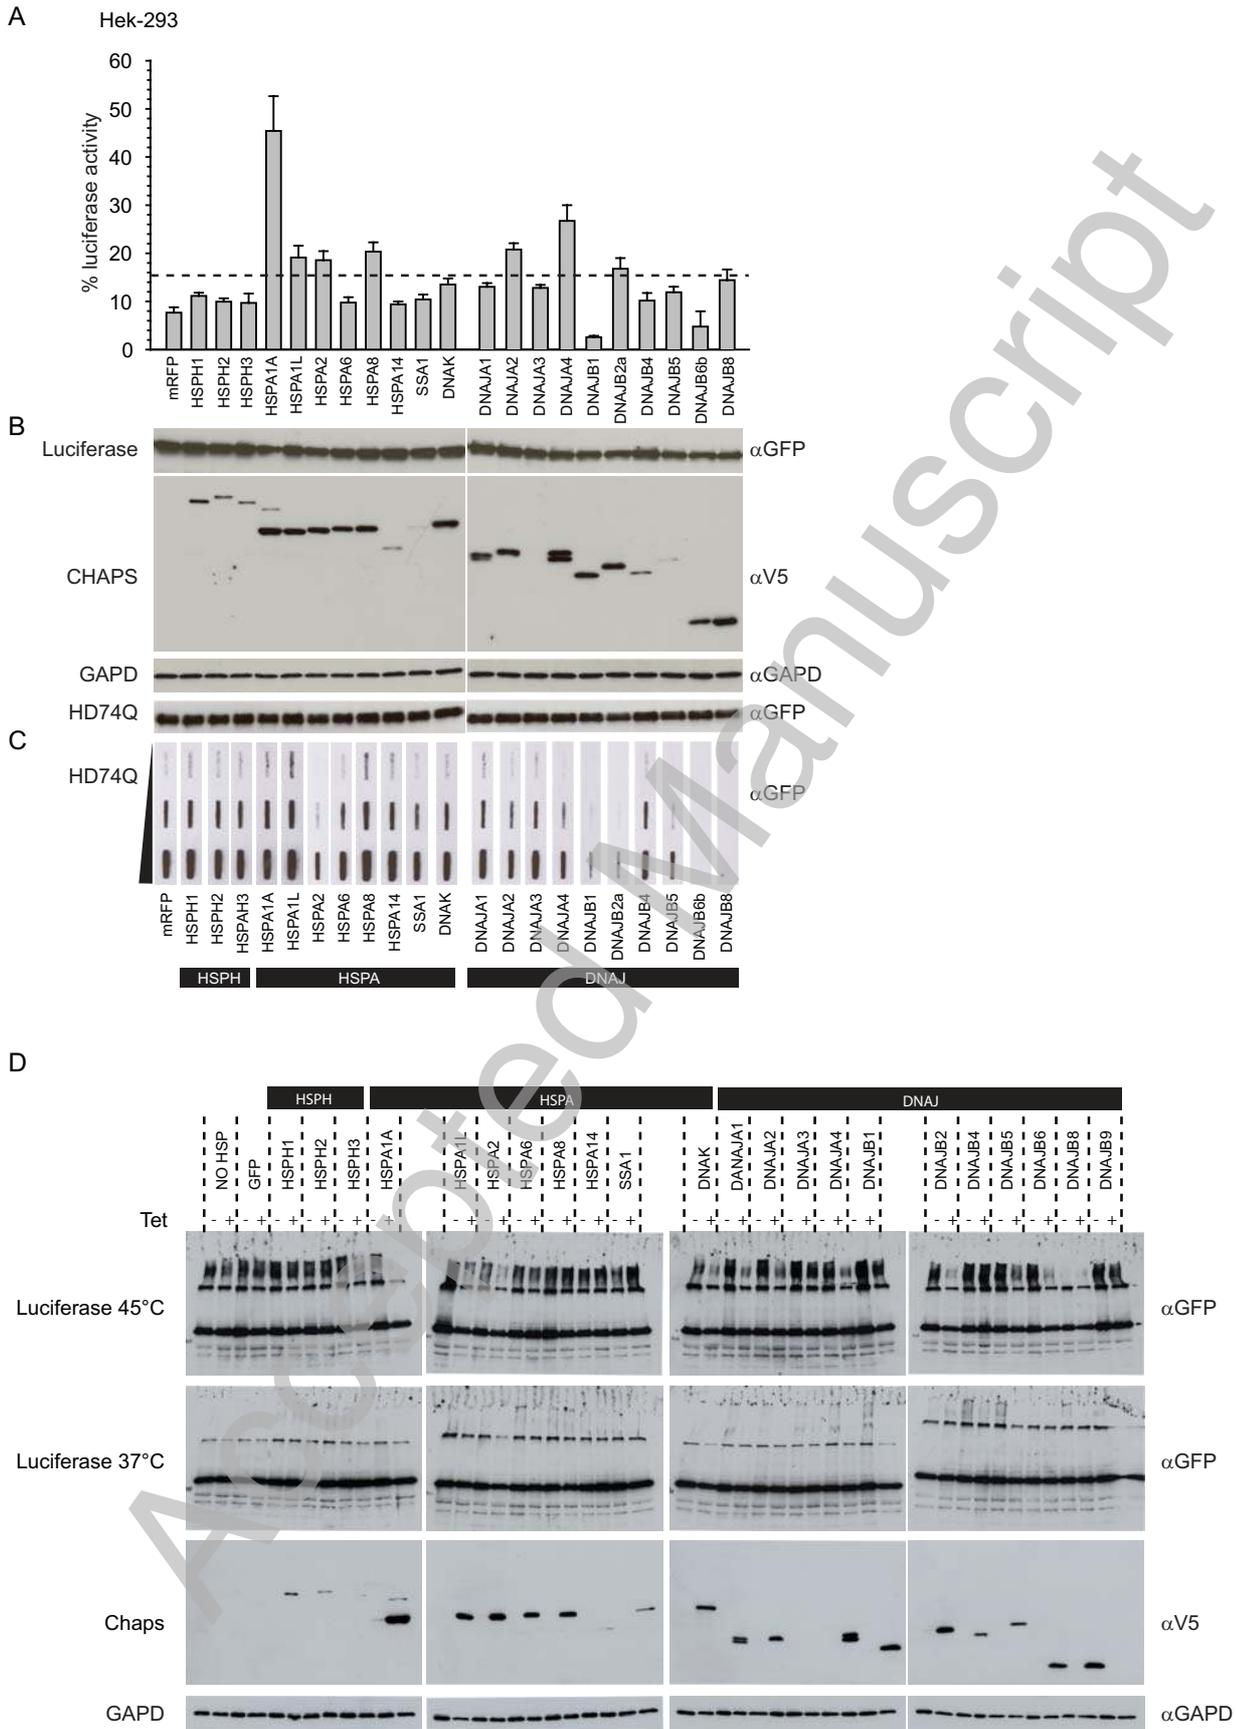 A
Hek-293
60
50
40
30
20
10
0
% luciferase activity
mRFP
HSPH1
HSPH2
HSPH3
HSPA1A
HSPA1L
HSPA2
HSPA6
HSPA8
HSPA14
SSA1
DNAK
DNAJA1
DNAJA2
DNAJA3
DNAJA4
DNAJB1
DNAJB2a
DNAJB4
DNAJB5
DNAJB6b
DNAJB8
B
Luciferase
αGFP
CHAPS
αV5
GAPD
αGAPD
HD74Q
αGFP
C
HD74Q
αGFP
mRFP
HSPH1
HSPH2
HSPAH3
HSPA1A
HSPA1L
HSPA2
HSPA6
HSPA8
HSPA14
SSA1
DNAK
DNAJA1
DNAJA2
DNAJA3
DNAJA4
DNAJB1
DNAJB2a
DNAJB4
DNAJB5
DNAJB6b
DNAJB8
HSPH HSPA DNAJ
D
HSPH HSPA DNAJ
NO HSP
GFP
HSPH1
HSPH2
HSPH3
HSPA1A
HSPA1L
HSPA2
HSPA6
HSPA8
HSPA14
SSA1
DNAK
DANAJA1
DNAJA2
DNAJA3
DNAJA4
DNAJB1
DNAJB2
DNAJB4
DNAJB5
DNAJB6
DNAJB8
DNAJB9
Tet - + - + - + - + - + - + - + - + - + - + - + - + - + - + - + - + - + - + - + - + - + - + - + - +
Luciferase 45°C
αGFP
Luciferase 37°C
αGFP
Chaps
αV5
GAPD
αGAPD
Accepted Manuscript